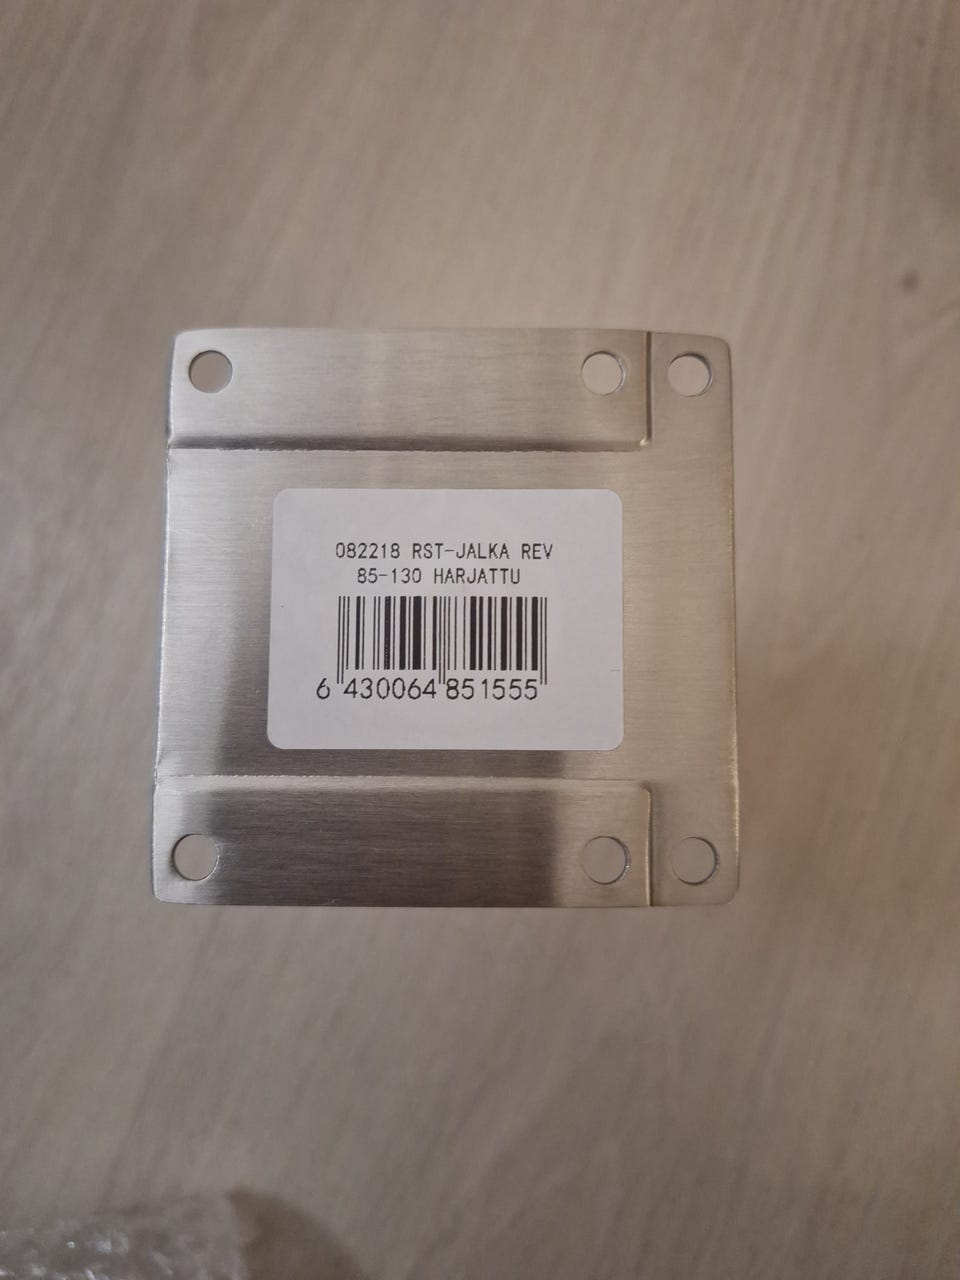 082218 RST-JALKA REV
85-130 HARJATTU
6 430064 851555